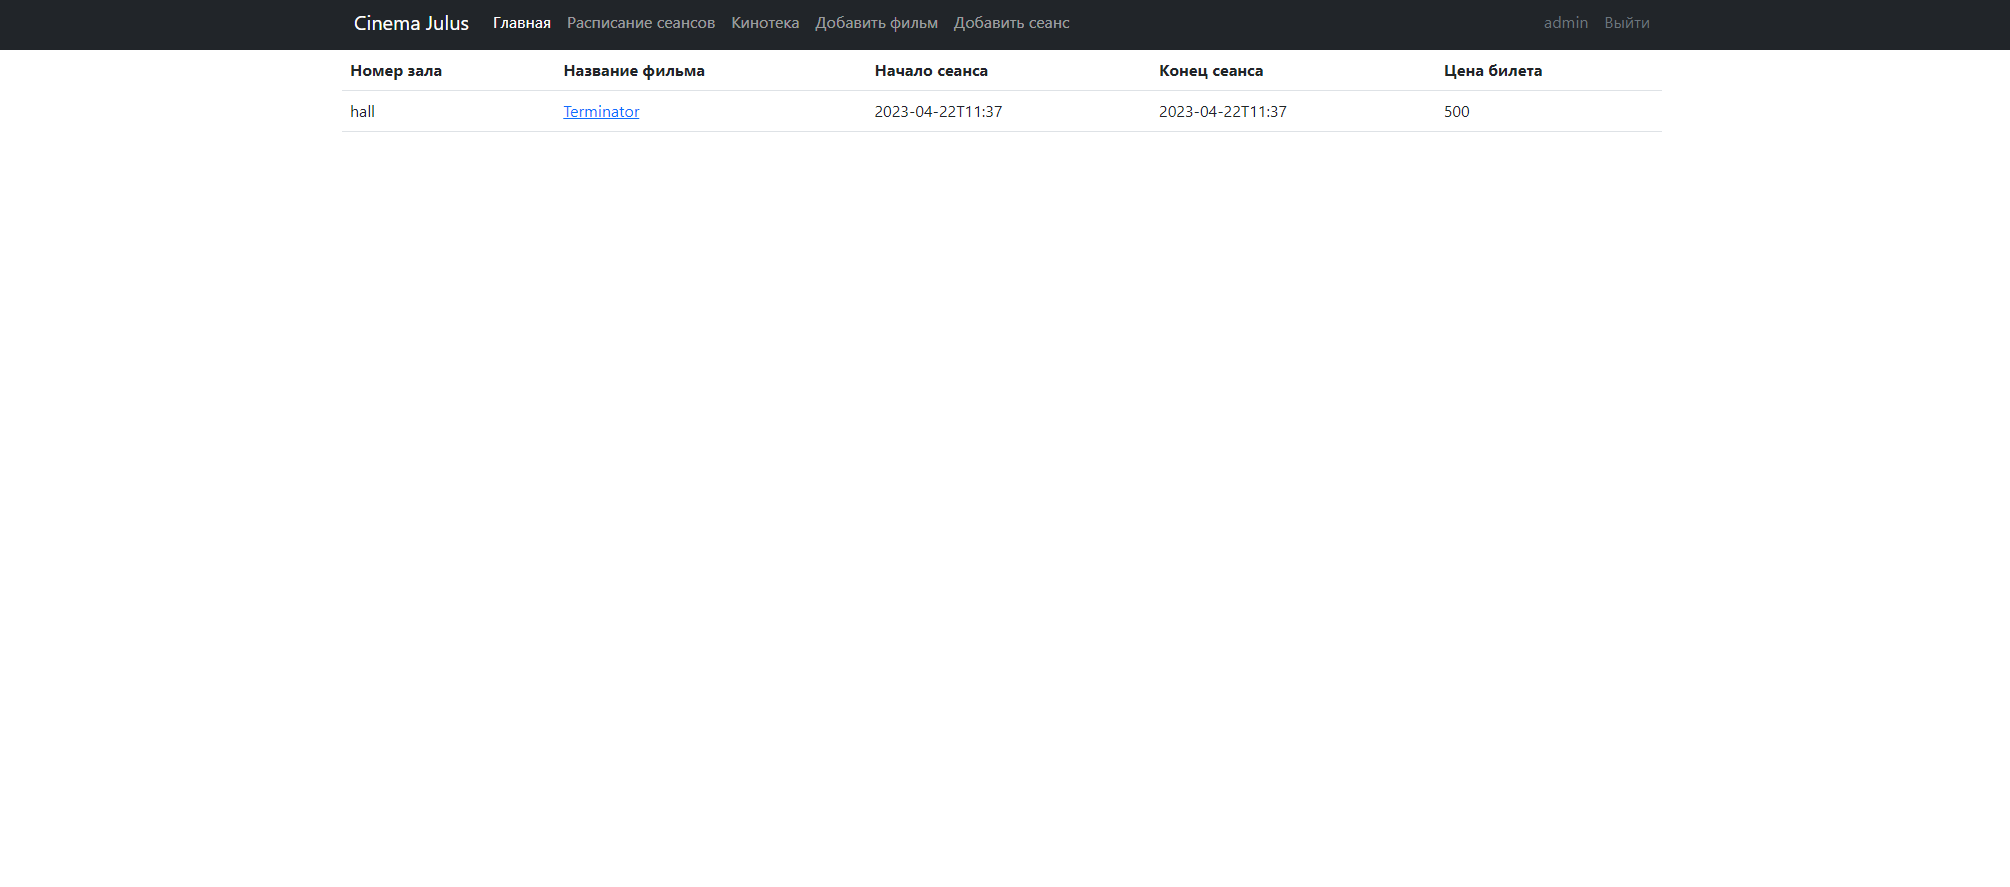 Cinema Julus Главная Расписание сеансов Кинотека Добавить фильм Добавить сеанс admin Выйти
Номер зала Название фильма Начало сеанса Конец сеанса Цена билета
hall Terminator 2023-04-22T11:37 2023-04-22T11:37 500